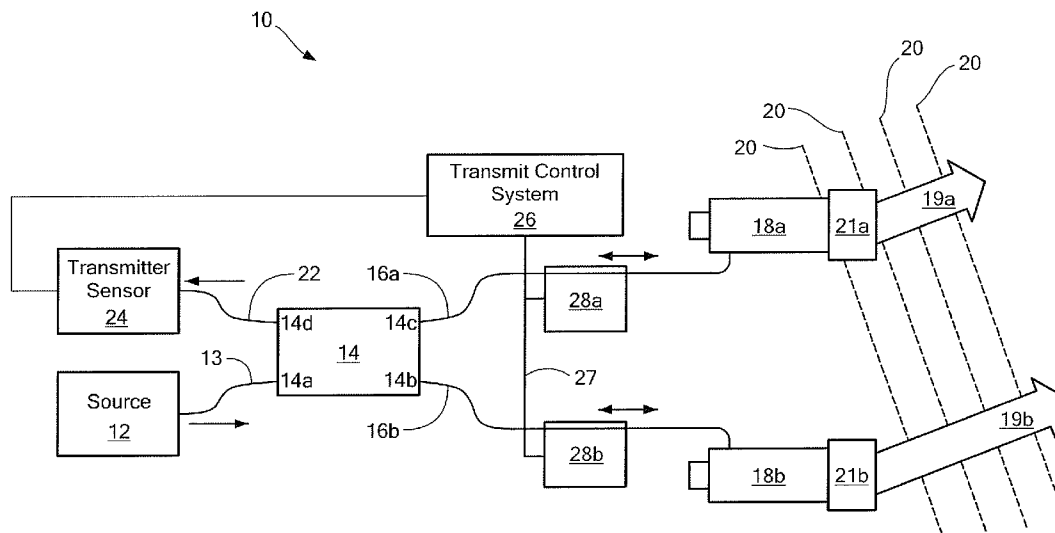 10
20
20
20
20
Transmit Control
System
26
18a
21a
19a
Transmitter
Sensor
24
22
16a
28a
14d
14c
14
13
14a
14b
27
Source
12
16b
28b
18b
21b
19b